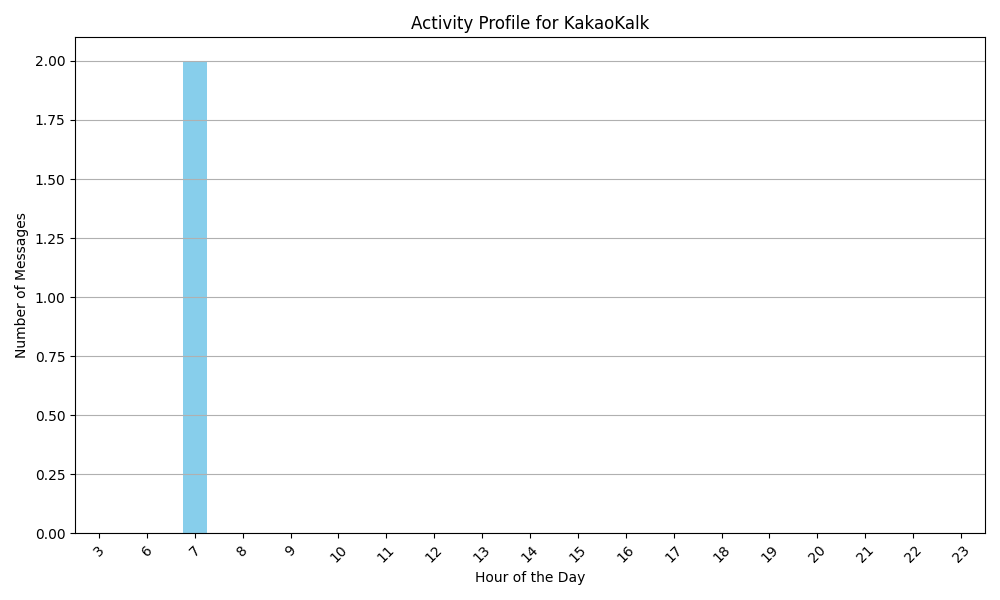 Activity Profile for KakaoKalk
Number of Messages
2.00
1.75
1.50
1.25
1.00
0.75
0.50
0.25
0.00
3 6 7 8 9 10 11 12 13 14 15 16 17 18 19 20 21 22 23
Hour of the Day